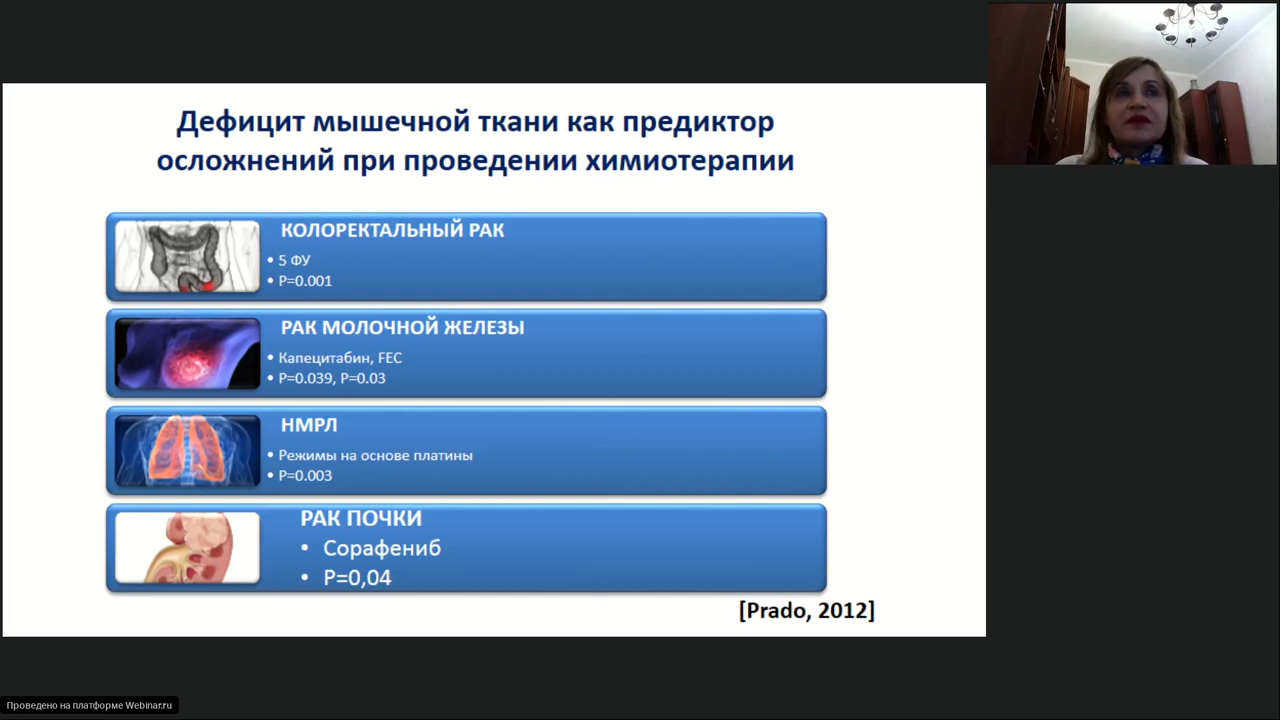 Дефицит мышечной ткани как предиктор
осложнений при проведении химиотерапии
КОЛОРЕКТАЛЬНЫЙ РАК
• 5 ФУ
• P=0.001
РАК МОЛОЧНОЙ ЖЕЛЕЗЫ
• Капецитабин, FEC
• P=0.039, P=0.03
НМРЛ
• Режимы на основе платины
• P=0.003
РАК ПОЧКИ
• Сорафениб
• P=0,04
[Prado, 2012]
Проведено на платформе Webinar.ru